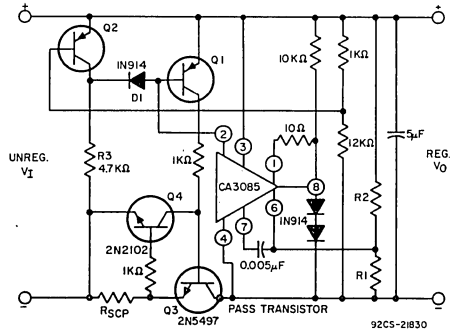 +
+
Q2
Q1
1N914
D1
10KΩ
1KΩ
2
3
10Ω
5μF
UNREG.
VI
R3
4.7KΩ
1KΩ
1
12KΩ
REG.
VO
CA3085
8
Q4
6
1N914
R2
4
7
2N2102
1KΩ
0.005μF
R1
−
−
RSCP
Q3
2N5497
PASS TRANSISTOR
92CS-21830